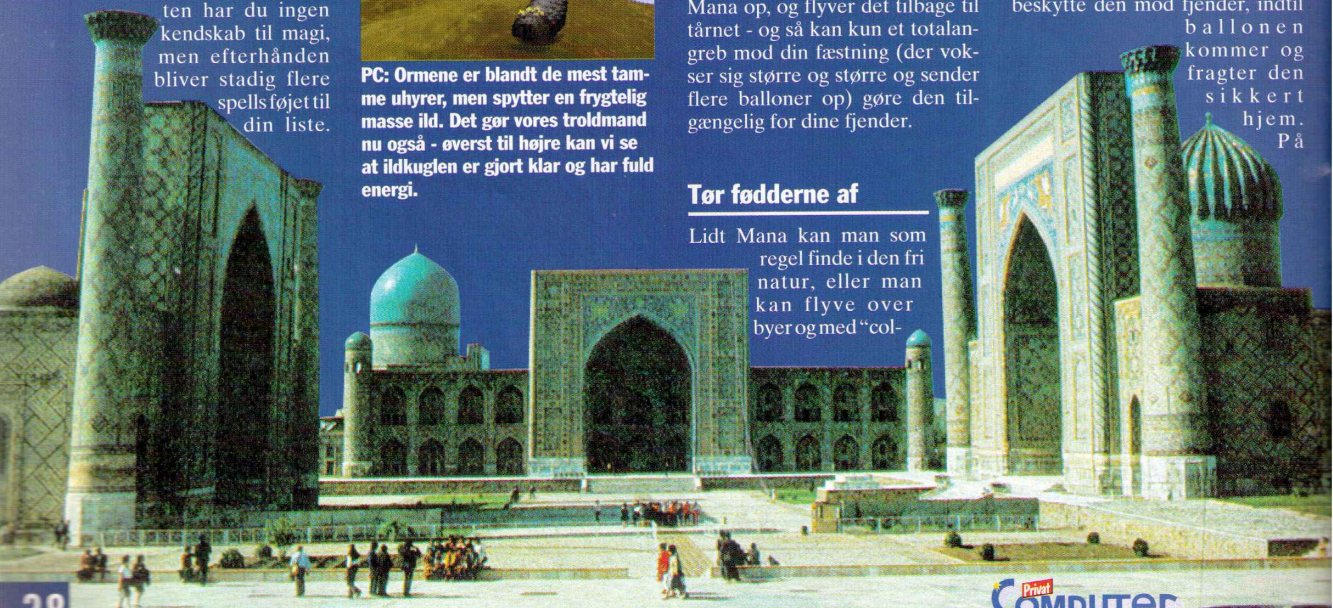 ten har du ingen
kendskab til magi,
men efterhånden
bliver stadig flere
spells føjet til
din liste.
PC: Ormene er blandt de mest tam-
me uhyrer, men spytter en frygtelig
masse ild. Det gør vores troldmand
nu også - øverst til højre kan vi se
at ildkuglen er gjort klar og har fuld
energi.
Mana op, og flyver det tilbage til
tårnet - og så kan kun et totalan-
greb mod din fæstning (der vok-
ser sig større og større og sender
flere balloner op) gøre den til-
gængelig for dine fjender.
Tør fødderne af
Lidt Mana kan man som
regel finde i den fri
natur, eller man
kan flyve over
byer og med “col-
beskytte den mod fjender, indtil
ballonen
kommer og
fragter den
sikkert
hjem.
På
28
Privat
COMPUTER